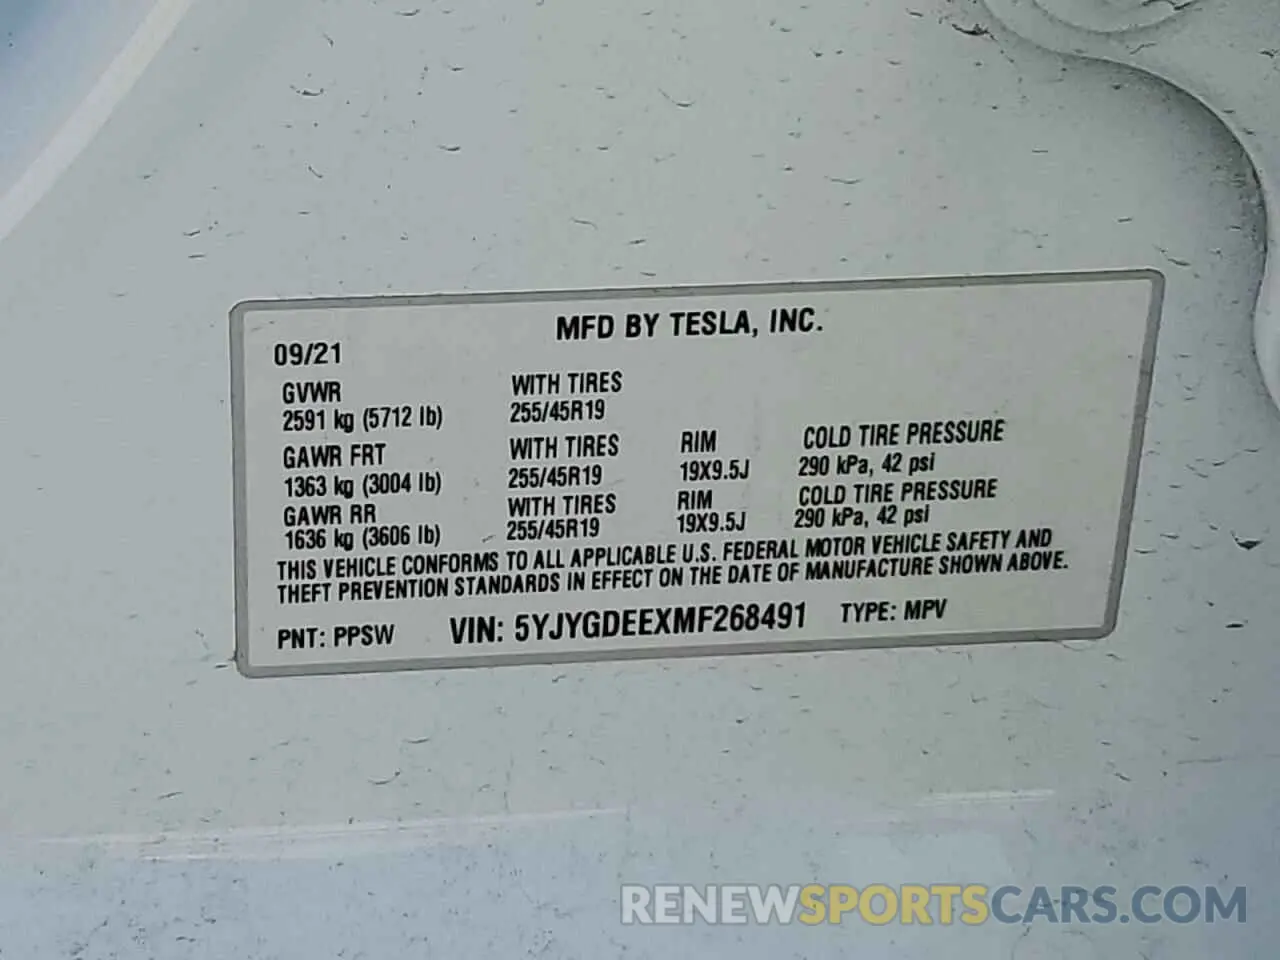 MFD BY TESLA, INC.
09/21
GVWR WITH TIRES
2591 kg (5712 lb) 255/45R19
GAWR FRT WITH TIRES RIM COLD TIRE PRESSURE
1363 kg (3004 lb) 255/45R19 19X9.5J 290 kPa, 42 psi
GAWR RR WITH TIRES RIM COLD TIRE PRESSURE
1636 kg (3606 lb) 255/45R19 19X9.5J 290 kPa, 42 psi
THIS VEHICLE CONFORMS TO ALL APPLICABLE U.S. FEDERAL MOTOR VEHICLE SAFETY AND
THEFT PREVENTION STANDARDS IN EFFECT ON THE DATE OF MANUFACTURE SHOWN ABOVE.
PNT: PPSW VIN: 5YJYGDEEXMF268491 TYPE: MPV
RENEWSPORTSCARS.COM